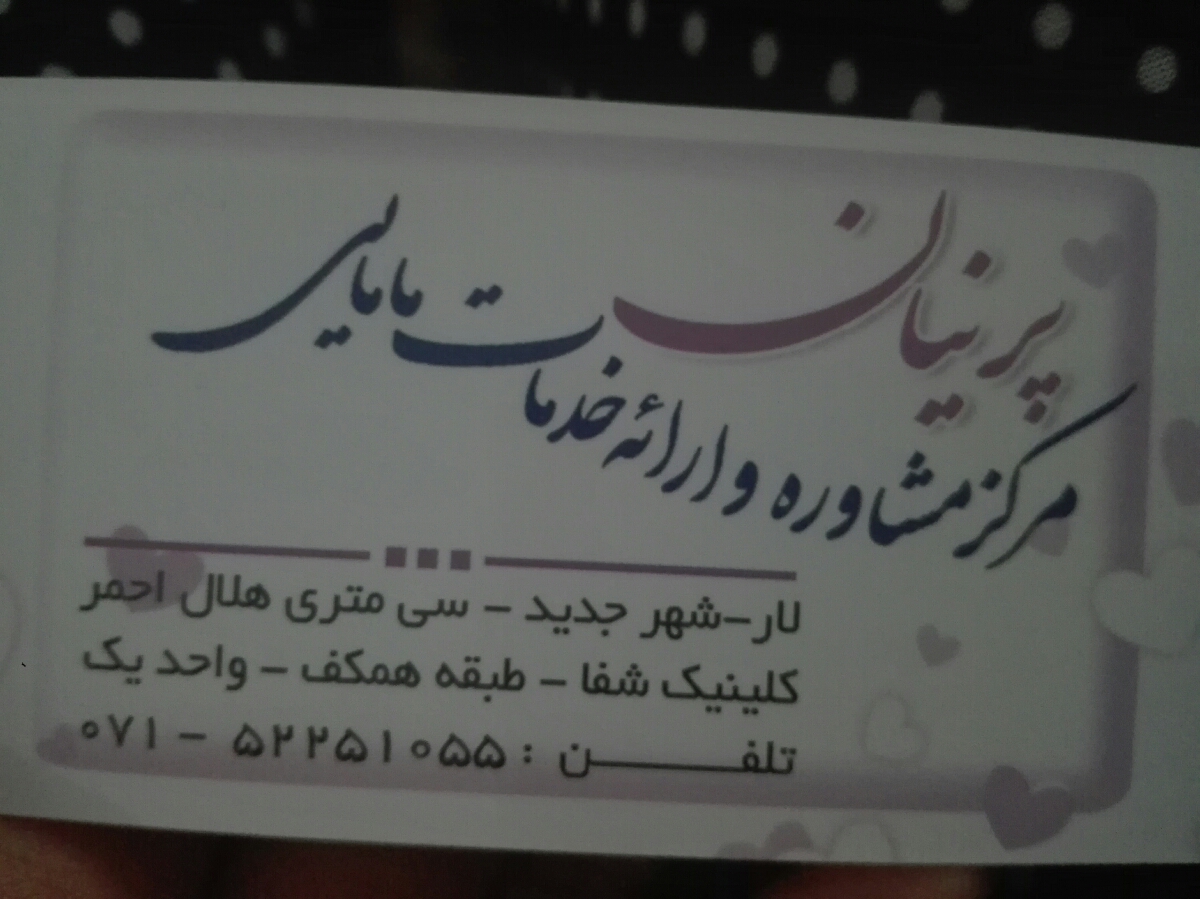 پرنیان
مرکز مشاوره و ارائه خدمات مامایی
لار-شهر جدید - سی متری هلال احمر
کلینیک شفا - طبقه همکف - واحد یک
تلفـــــــن : ۵۲۲۵۱۰۵۵ - ۰۷۱